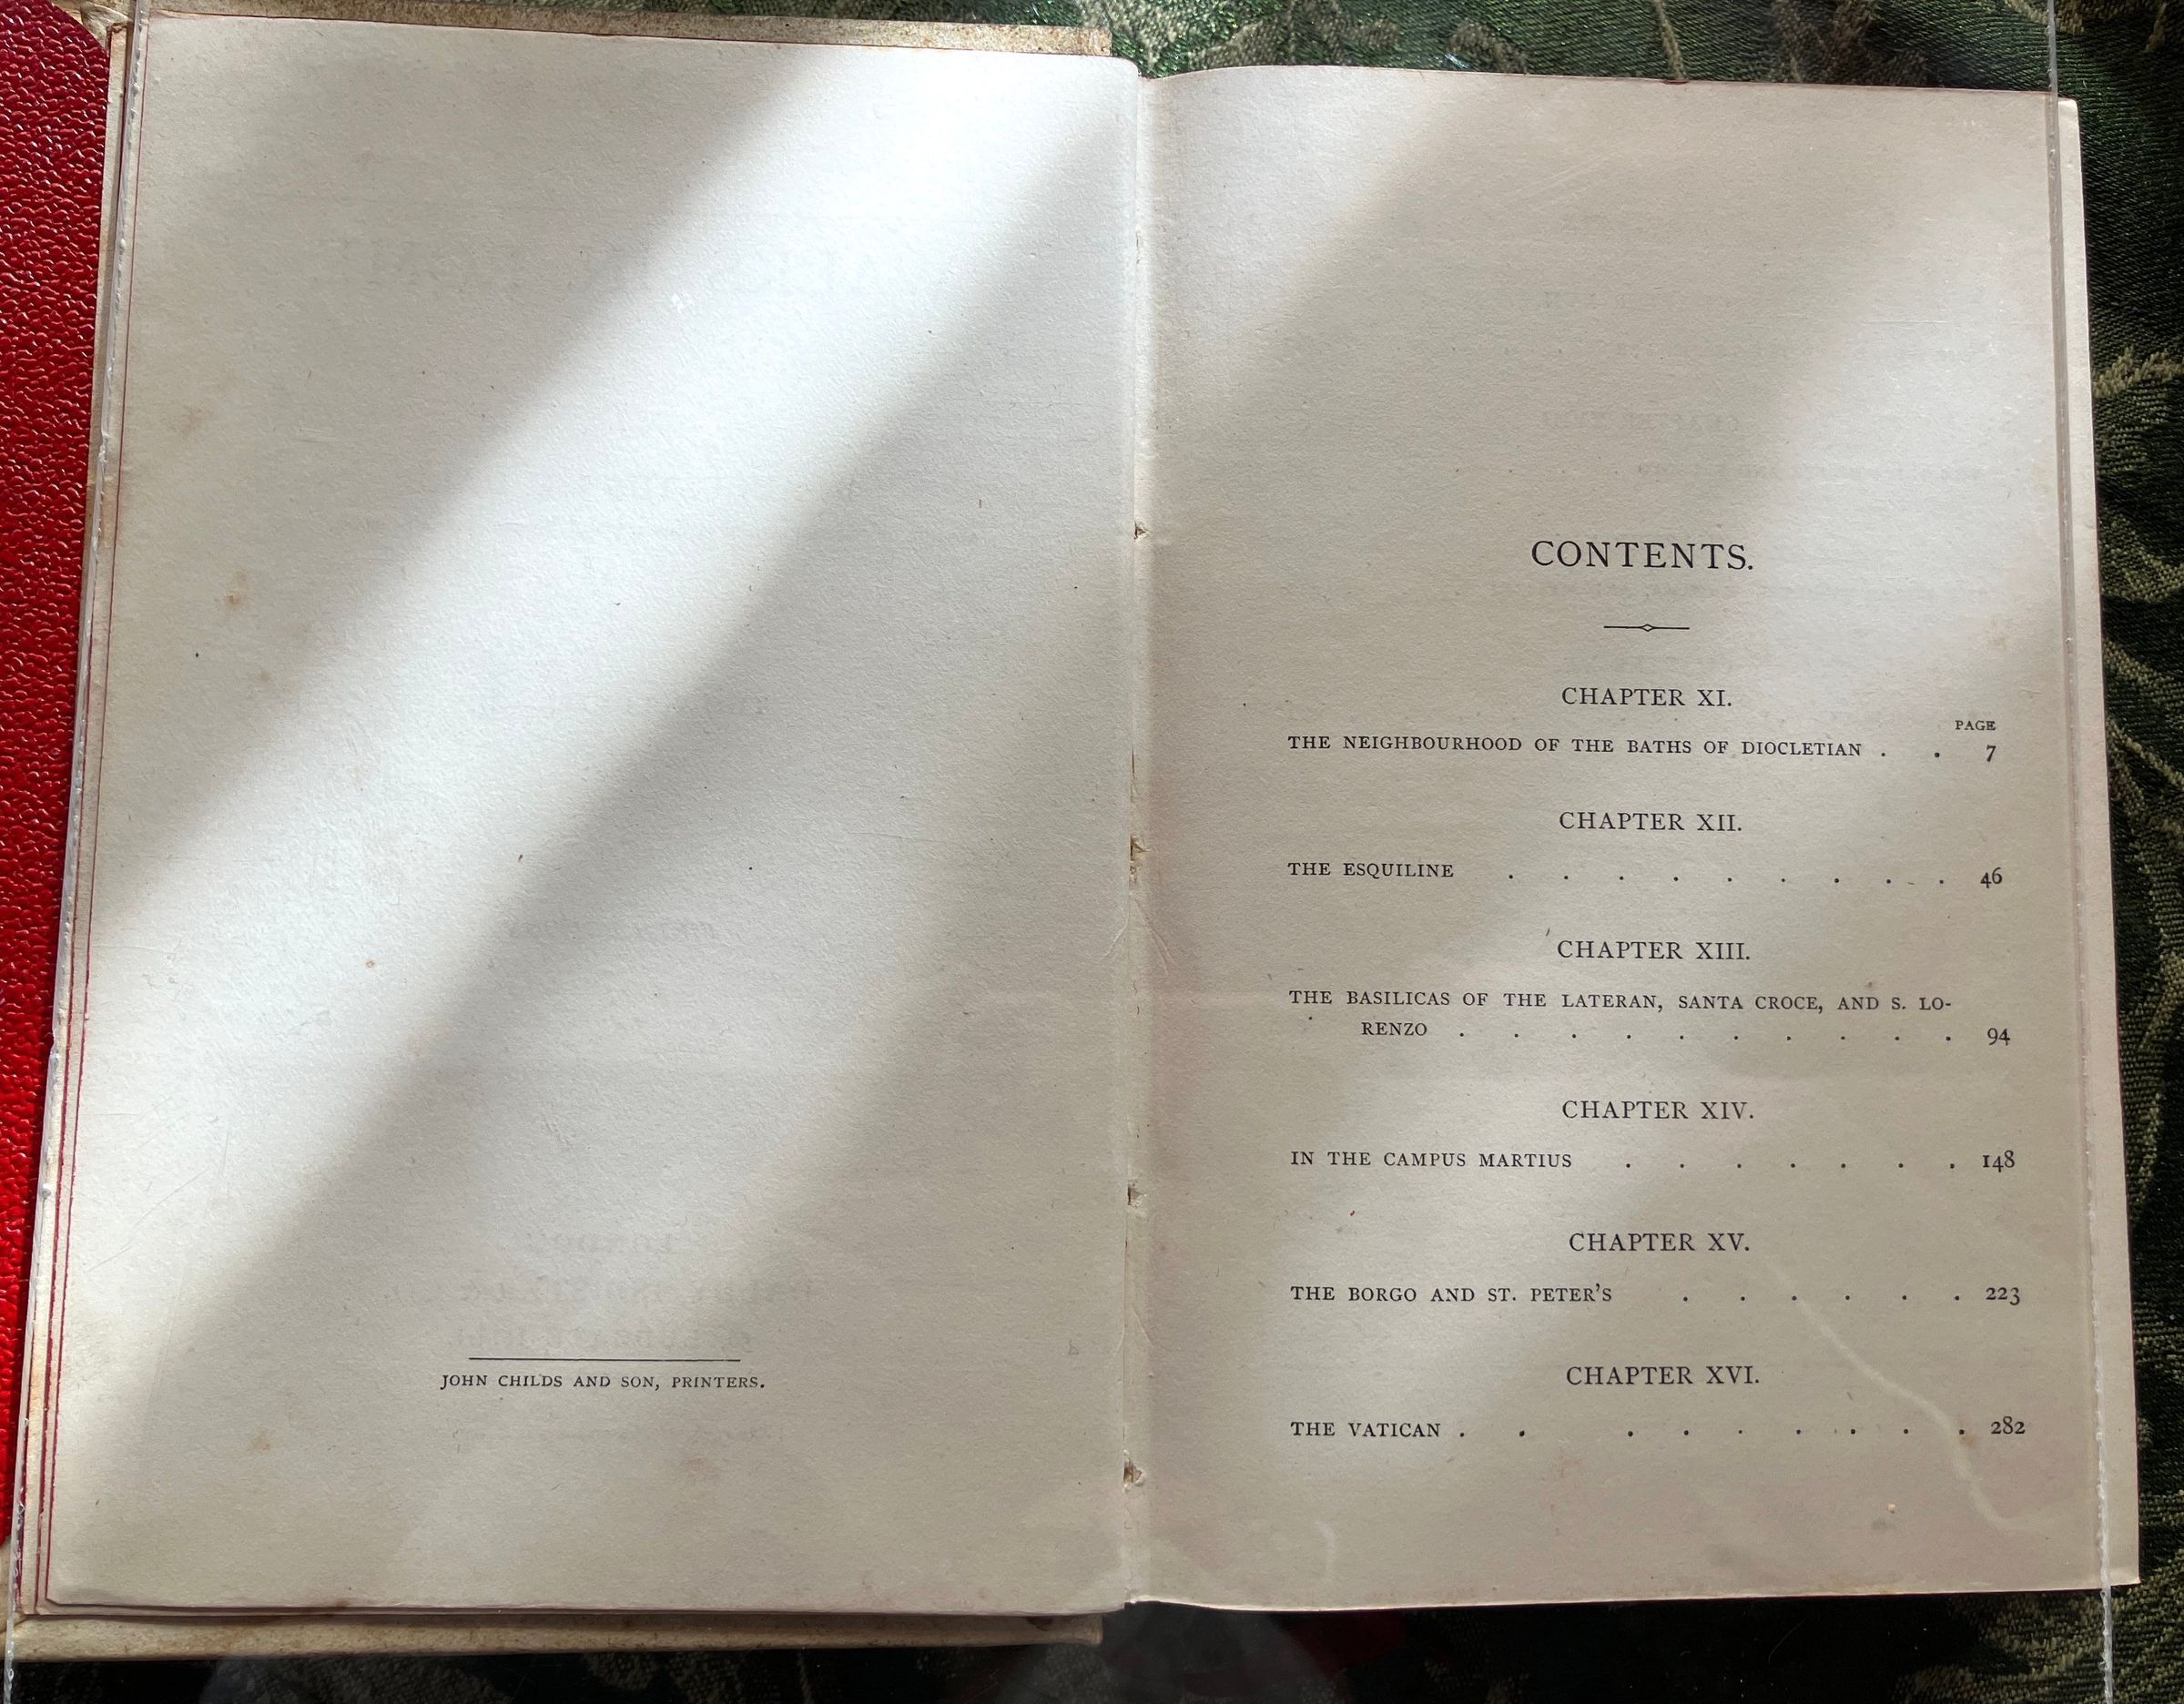 JOHN CHILDS AND SON, PRINTERS.
CONTENTS.
CHAPTER XI.
PAGE
THE NEIGHBOURHOOD OF THE BATHS OF DIOCLETIAN . . 7
CHAPTER XII.
THE ESQUILINE . . . . . . . . . 46
CHAPTER XIII.
THE BASILICAS OF THE LATERAN, SANTA CROCE, AND S. LO-
RENZO . . . . . . . . . . 94
CHAPTER XIV.
IN THE CAMPUS MARTIUS . . . . . . . 148
CHAPTER XV.
THE BORGO AND ST. PETER'S . . . . . . 223
CHAPTER XVI.
THE VATICAN . . . . . . . . . 282